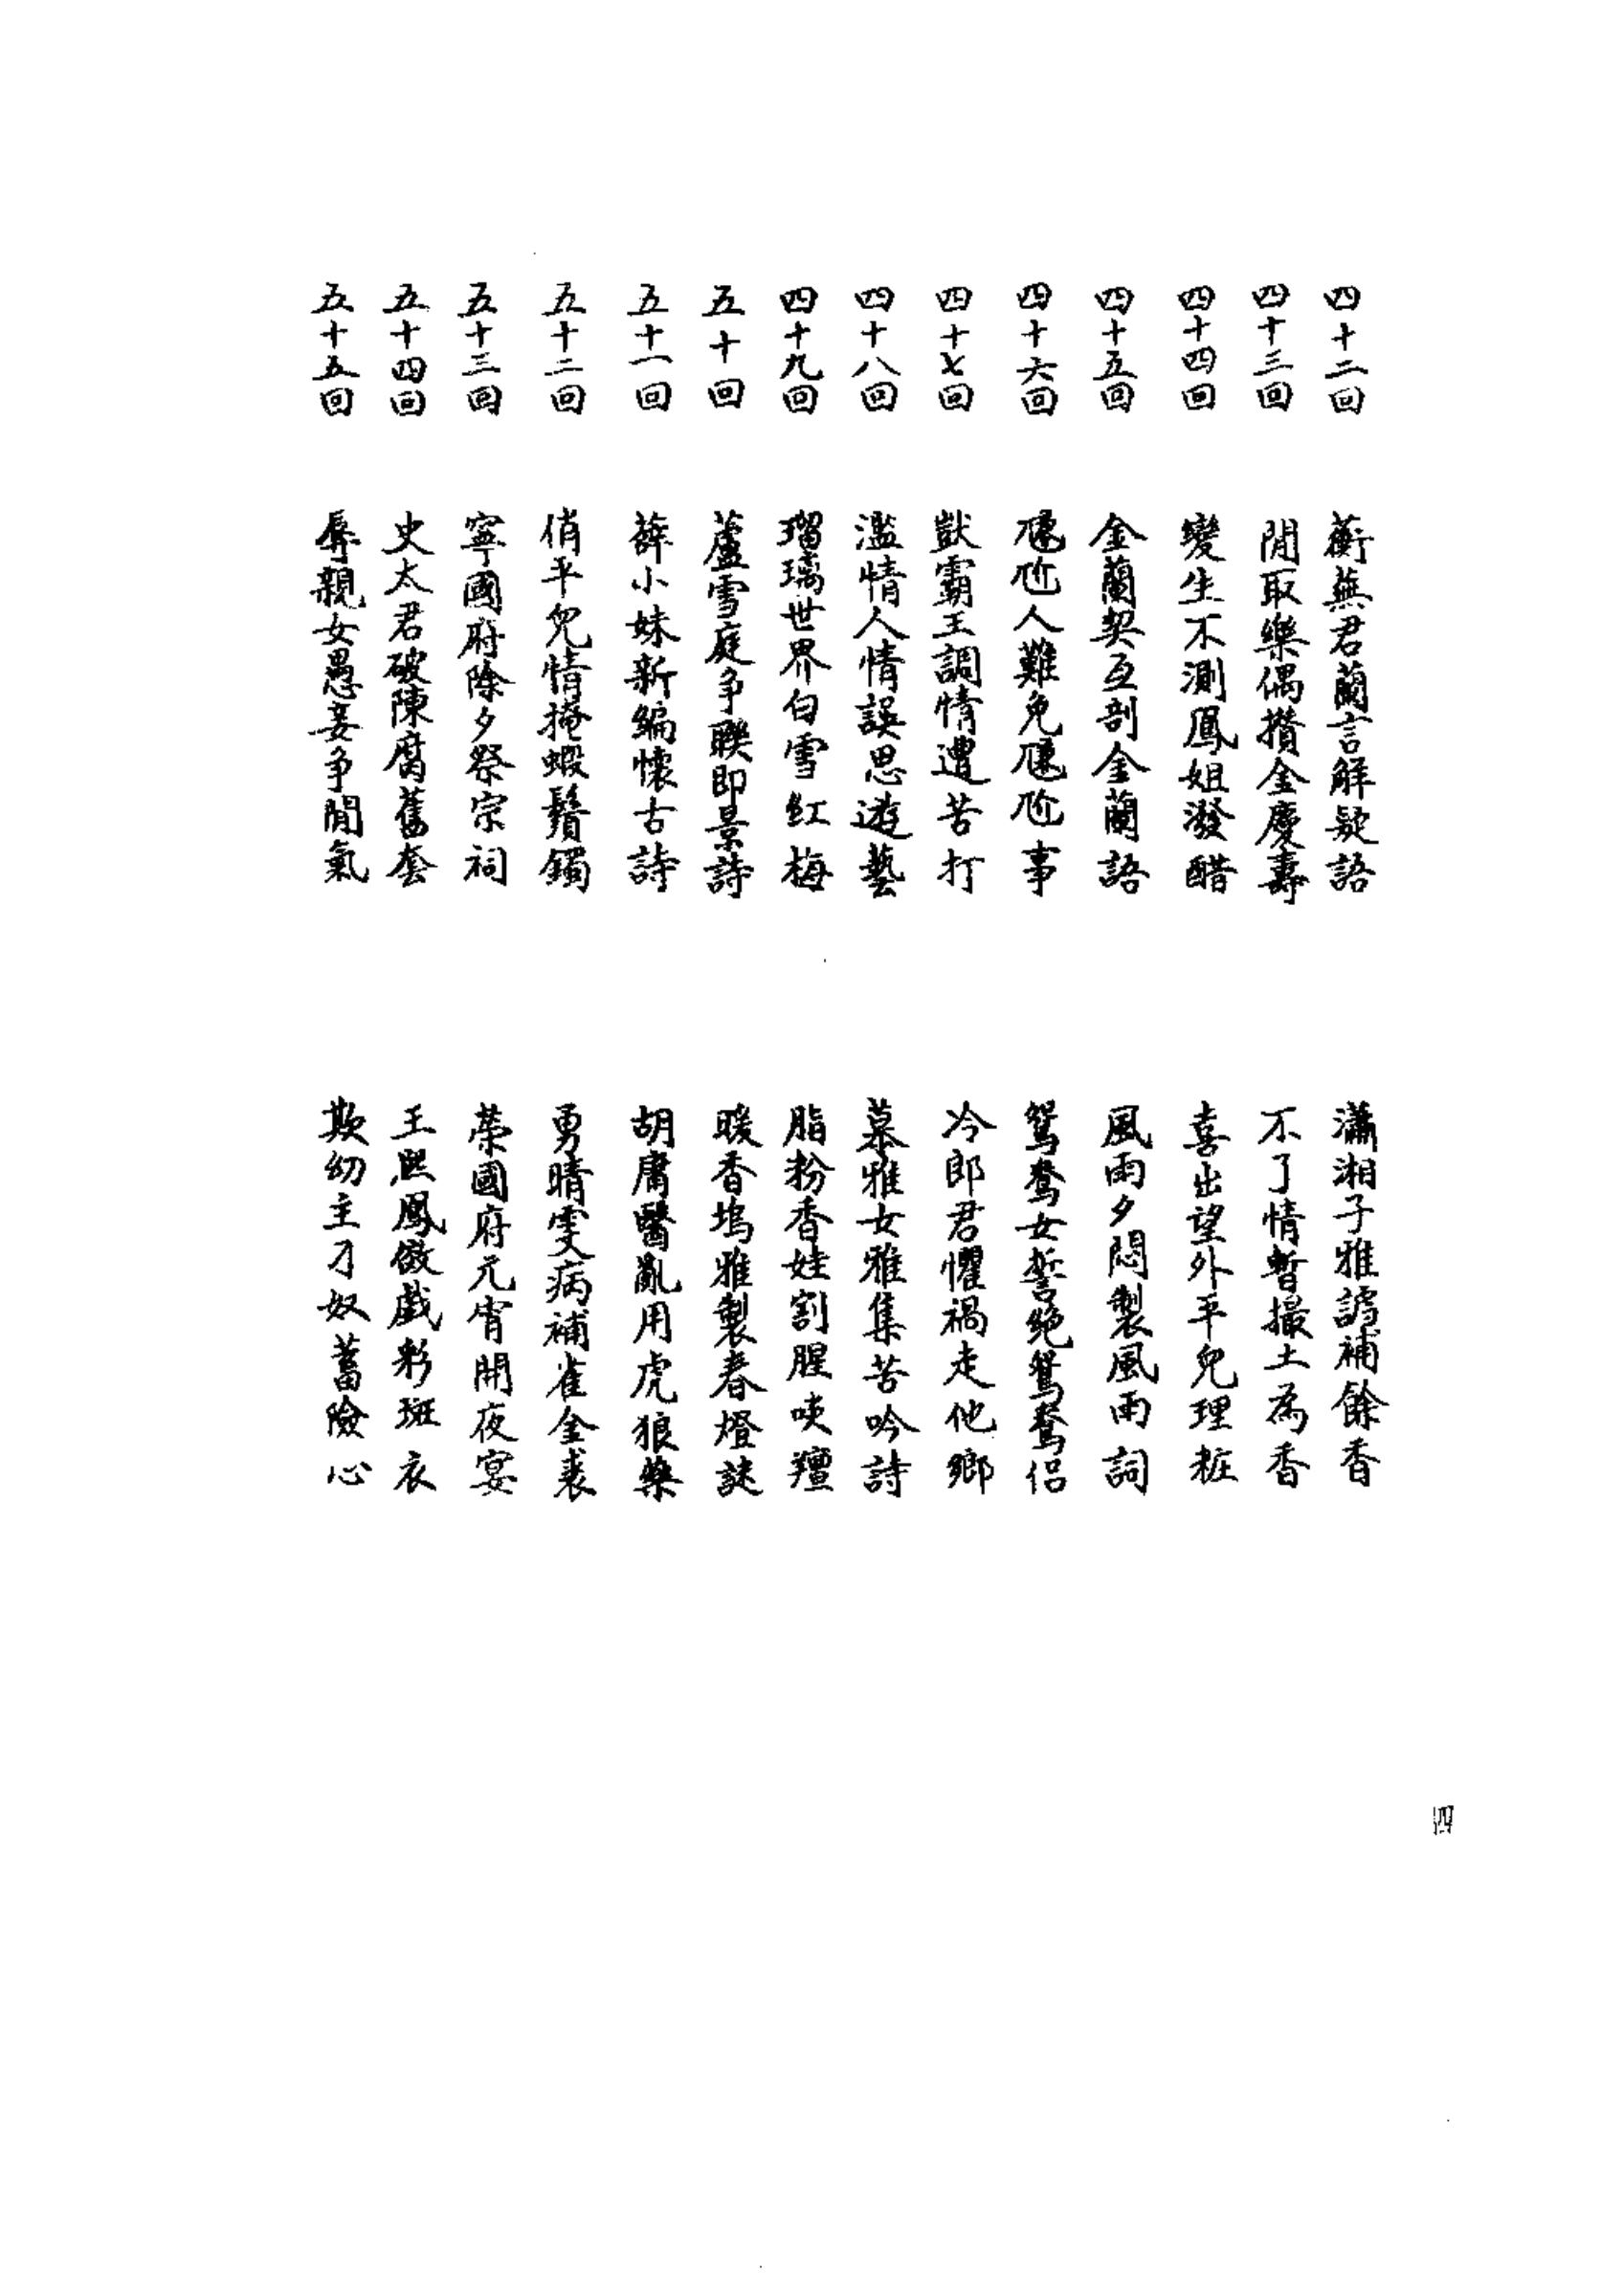 四十二回 蘅蕪君蘭言解疑語 瀟湘子雅謔補餘香
四十三回 閒取樂偶攢金慶壽 不了情暫撮土為香
四十四回 變生不測鳳姐潑醋 喜出望外平兒理粧
四十五回 金蘭契互剖金蘭語 風雨夕悶製風雨詞
四十六回 尷尬人難免尷尬事 鴛鴦女誓絕鴛鴦侶
四十七回 獃霸王調情遭苦打 冷郎君懼禍走他鄉
四十八回 濫情人情誤思遊藝 慕雅女雅集苦吟詩
四十九回 瑠璃世界白雪紅梅 脂粉香娃割腥啖羶
五十回 蘆雪庭爭聯即景詩 暖香塢雅製春燈謎
五十一回 薛小妹新編懷古詩 胡庸醫亂用虎狼藥
五十二回 俏平兒情掩蝦鬚鐲 勇晴雯病補雀金裘
五十三回 寧國府除夕祭宗祠 榮國府元宵開夜宴
五十四回 史太君破陳腐舊套 王熙鳳傚戲彩斑衣
五十五回 辱親女愚妾爭閒氣 欺幼主刁奴蓄險心
四